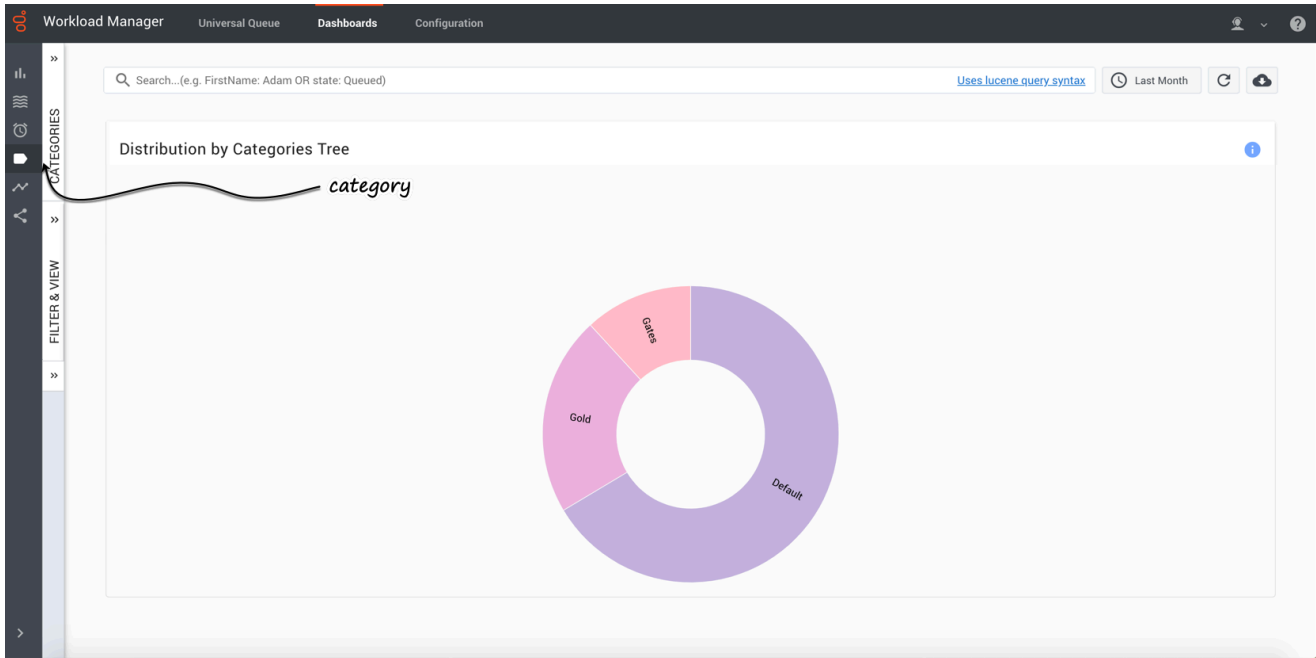 Workload Manager
Universal Queue
Dashboards
Configuration
Search...(e.g. FirstName: Adam OR state: Queued)
Uses lucene query syntax
Last Month
CATEGORIES
Distribution by Categories Tree
category
FILTER & VIEW
Gates
Gold
Default